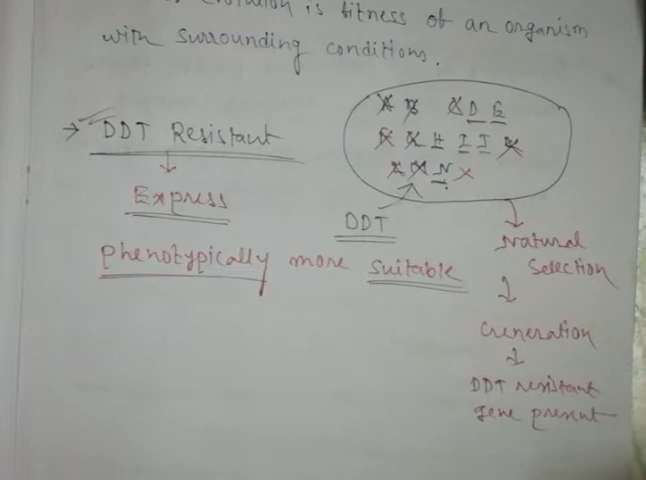 is fitness of an organism
with surrounding conditions.
→ DDT Resistant
D E
H I J
N
DDT
Express
Phenotypically more suitable
Natural
Selection
Generation
DDT resistant
gene present